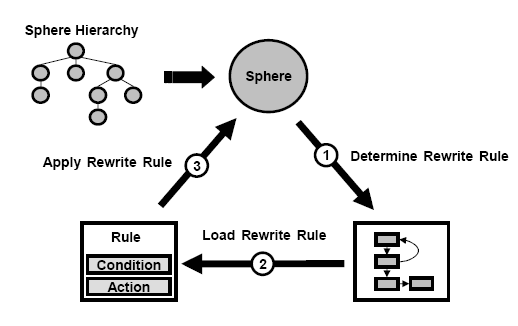 Sphere Hierarchy
Sphere
1
Determine Rewrite Rule
Apply Rewrite Rule
3
Rule
Condition
Action
Load Rewrite Rule
2